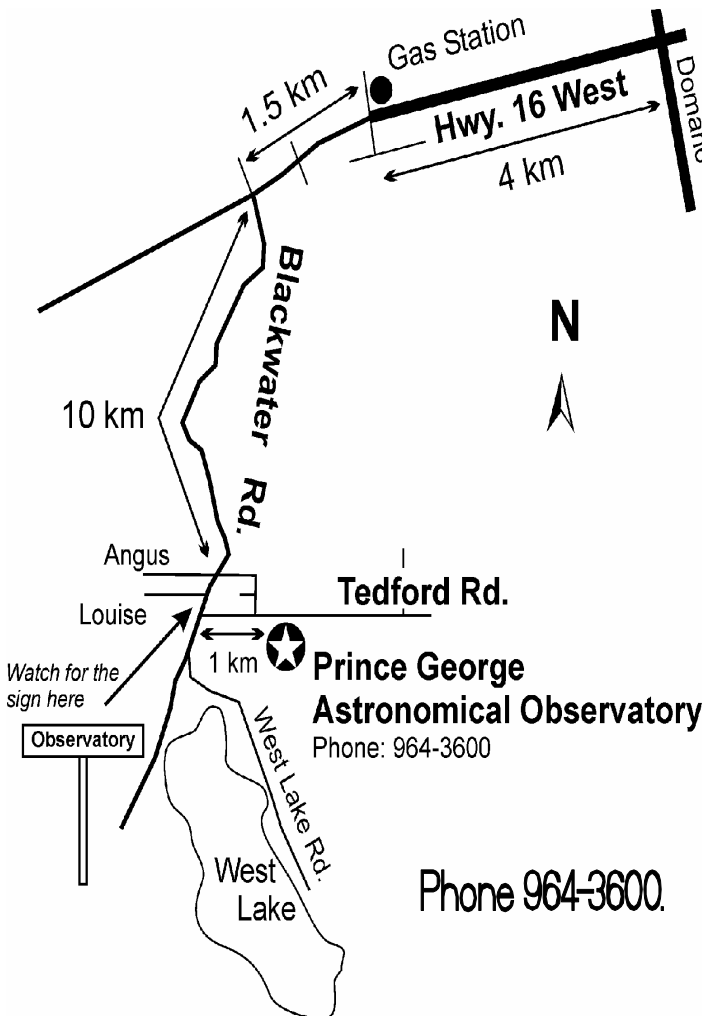 Gas Station
1.5 km
Hwy. 16 West
Domano
4 km
Blackwater Rd.
N
10 km
Angus
Tedford Rd.
Louise
1 km
Watch for the
sign here
Prince George
Astronomical Observatory
Phone: 964-3600
Observatory
West Lake Rd.
West
Lake
Phone 964-3600.